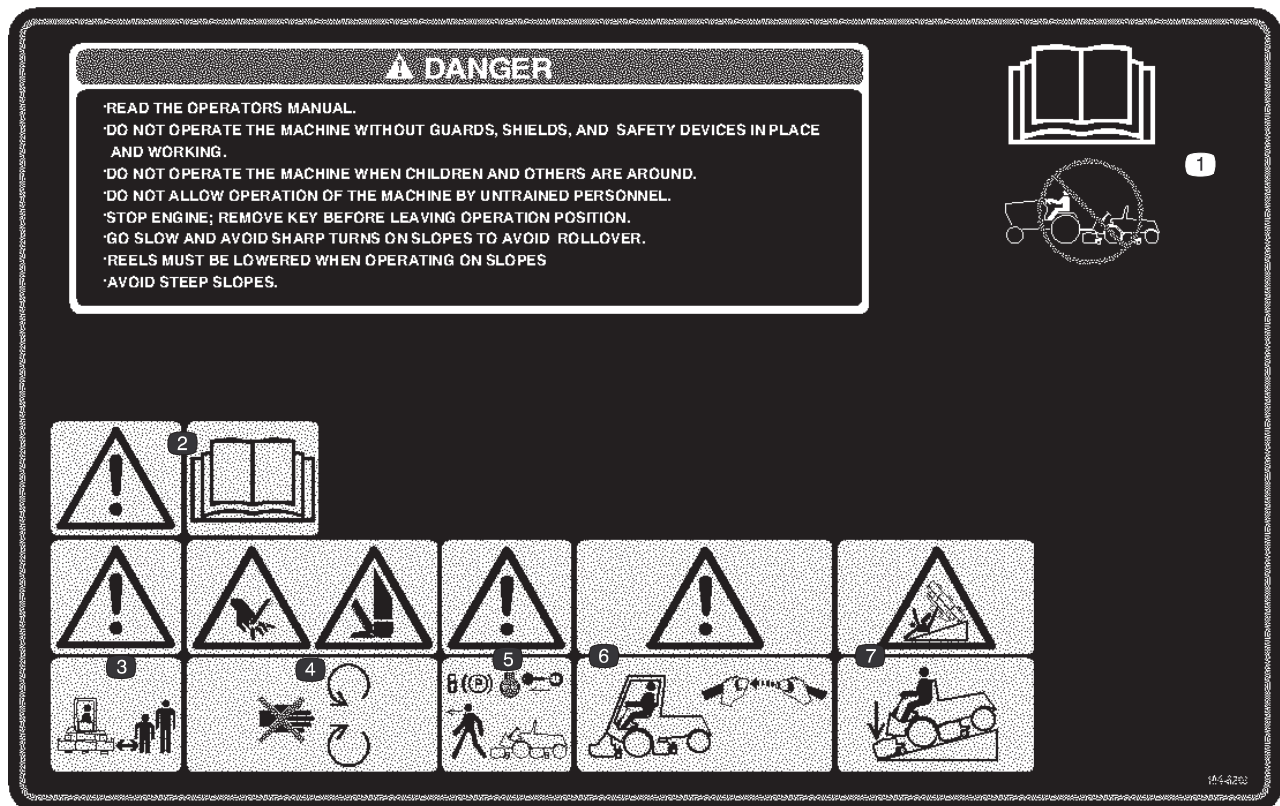 DANGER
·READ THE OPERATORS MANUAL.
·DO NOT OPERATE THE MACHINE WITHOUT GUARDS, SHIELDS, AND SAFETY DEVICES IN PLACE
AND WORKING.
·DO NOT OPERATE THE MACHINE WHEN CHILDREN AND OTHERS ARE AROUND.
·DO NOT ALLOW OPERATION OF THE MACHINE BY UNTRAINED PERSONNEL.
·STOP ENGINE; REMOVE KEY BEFORE LEAVING OPERATION POSITION.
·GO SLOW AND AVOID SHARP TURNS ON SLOPES TO AVOID ROLLOVER.
·REELS MUST BE LOWERED WHEN OPERATING ON SLOPES
·AVOID STEEP SLOPES.
1
2
3
4
5
6
7
(P)